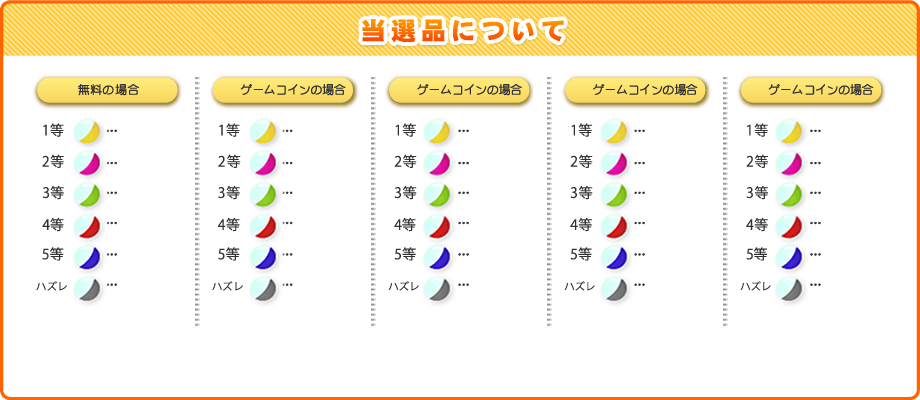 当選品について
無料の場合
1等 …
2等 …
3等 …
4等 …
5等 …
ハズレ …
ゲームコインの場合
1等 …
2等 …
3等 …
4等 …
5等 …
ハズレ …
ゲームコインの場合
1等 …
2等 …
3等 …
4等 …
5等 …
ハズレ …
ゲームコインの場合
1等 …
2等 …
3等 …
4等 …
5等 …
ハズレ …
ゲームコインの場合
1等 …
2等 …
3等 …
4等 …
5等 …
ハズレ …